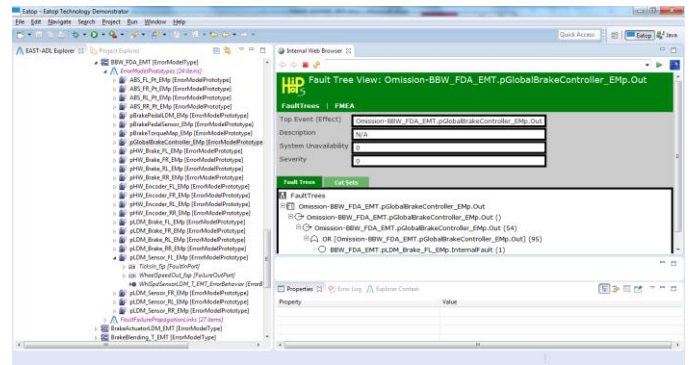 Eatop - Eatop Technology Demonstrator
File Edit Navigate Search Project Run Window Help
Quick Access
Eatop
Java
EAST-ADL Explorer
Project Explorer
BBW_FDA_EMT [ErrorModelType]
ErrorModelPrototypes [24 items]
ABS_FL_Pt_EMp [ErrorModelPrototype]
ABS_FR_Pt_EMp [ErrorModelPrototype]
ABS_RL_Pt_EMp [ErrorModelPrototype]
ABS_RR_Pt_EMp [ErrorModelPrototype]
pBrakePedalLDM_EMp [ErrorModelPrototype]
pBrakePedalSensor_EMp [ErrorModelPrototype]
pBrakeTorqueMap_EMp [ErrorModelPrototype]
pGlobalBrakeController_EMp [ErrorModelPrototype
pHW_Brake_FL_EMp [ErrorModelPrototype]
pHW_Brake_FR_EMp [ErrorModelPrototype]
pHW_Brake_RL_EMp [ErrorModelPrototype]
pHW_Brake_RR_EMp [ErrorModelPrototype]
pHW_Encoder_FL_EMp [ErrorModelPrototype]
pHW_Encoder_FR_EMp [ErrorModelPrototype]
pHW_Encoder_RL_EMp [ErrorModelPrototype]
pHW_Encoder_RR_EMp [ErrorModelPrototype]
pLDM_Brake_FL_EMp [ErrorModelPrototype]
pLDM_Brake_FR_EMp [ErrorModelPrototype]
pLDM_Brake_RL_EMp [ErrorModelPrototype]
pLDM_Brake_RR_EMp [ErrorModelPrototype]
pLDM_Sensor_FL_EMp [ErrorModelPrototype]
TicksIn_fip [FaultInPort]
WheelSpeedOut_fop [FailureOutPort]
WhlSpdSensorLDM_T_EMT_ErrorBehavior [ErrorB
pLDM_Sensor_FR_EMp [ErrorModelPrototype]
pLDM_Sensor_RL_EMp [ErrorModelPrototype]
pLDM_Sensor_RR_EMp [ErrorModelPrototype]
FaultFailurePropagationLinks [27 items]
BrakeActuatorLDM_EMT [ErrorModelType]
BrakeBlending_T_EMT [ErrorModelType]
Internal Web Browser
HiP Fault Tree View: Omission-BBW_FDA_EMT.pGlobalBrakeController_EMp.Out
FaultTrees | FMEA
Top Event (Effect) Omission-BBW_FDA_EMT.pGlobalBrakeController_EMp.Out
Description N/A
System Unavailability 0
Severity 0
Fault Trees Cut Sets
FaultTrees
Omission-BBW_FDA_EMT.pGlobalBrakeController_EMp.Out
Omission-BBW_FDA_EMT.pGlobalBrakeController_EMp.Out ()
Omission-BBW_FDA_EMT.pGlobalBrakeController_EMp.Out (54)
OR [Omission-BBW_FDA_EMT.pGlobalBrakeController_EMp.Out] (95)
BBW_FDA_EMT.pLDM_Brake_FL_EMp.InternalFault (1)
Properties Error Log Explorer Context
Property Value